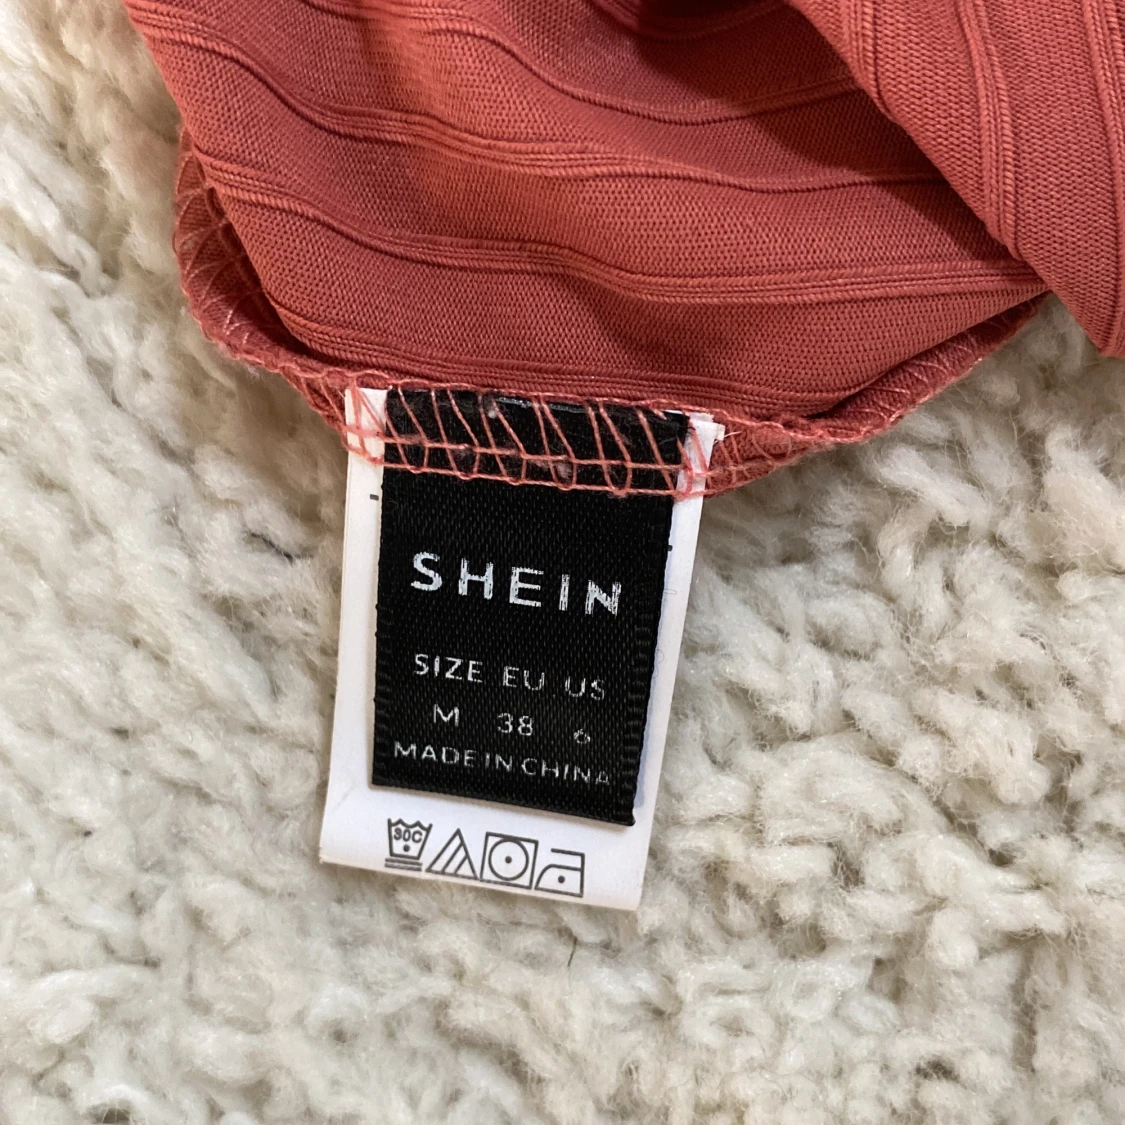 SHEIN
SIZE EU US
M 38 6
MADE IN CHINA
30C